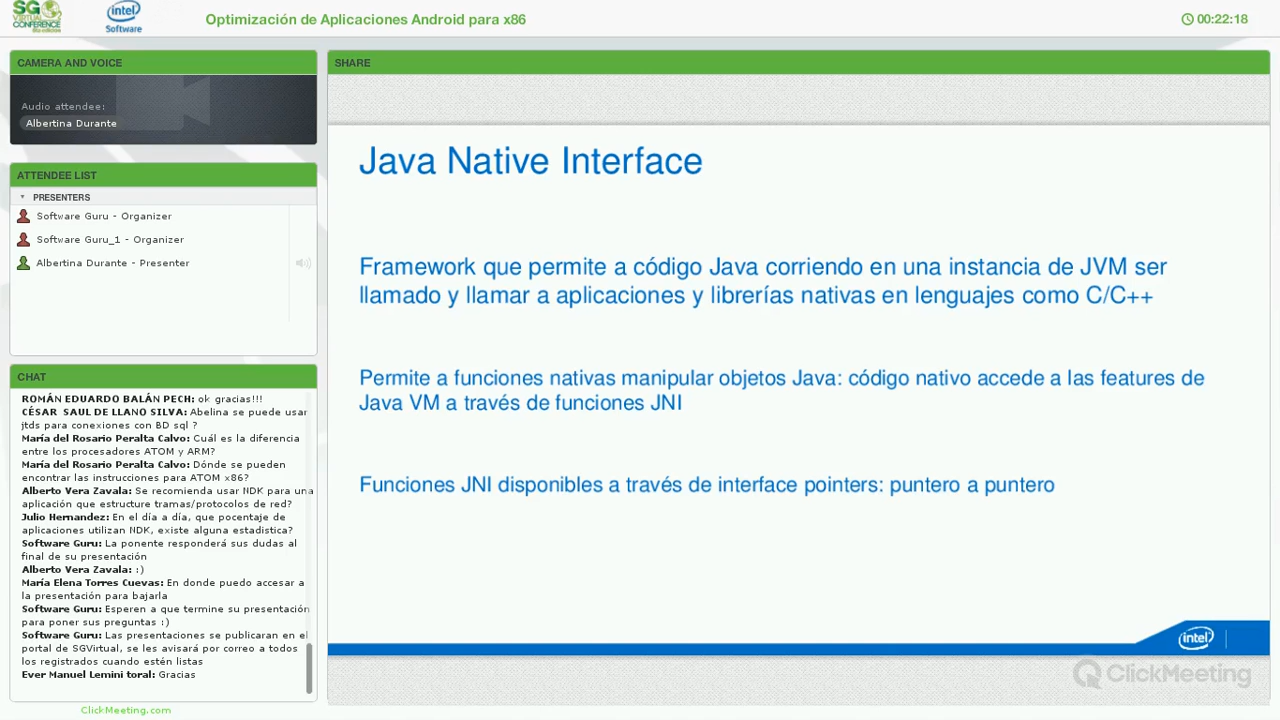 SG
VIRTUAL
CONFERENCE
intel
Software
Optimización de Aplicaciones Android para x86
00:22:18
CAMERA AND VOICE
Audio attendee:
Albertina Durante
ATTENDEE LIST
PRESENTERS
Software Guru - Organizer
Software Guru_1 - Organizer
Albertina Durante - Presenter
CHAT
ROMÁN EDUARDO BALÁN PECH: ok gracias!!!
CÉSAR SAUL DE LLANO SILVA: Abelina se puede usar
jtds para conexiones con BD sql ?
María del Rosario Peralta Calvo: Cuál es la diferencia
entre los procesadores ATOM y ARM?
María del Rosario Peralta Calvo: Dónde se pueden
encontrar las instrucciones para ATOM x86?
Alberto Vera Zavala: Se recomienda usar NDK para una
aplicación que estructure tramas/protocolos de red?
Julio Hernandez: En el día a día, que pocentaje de
aplicaciones utilizan NDK, existe alguna estadistica?
Software Guru: La ponente responderá sus dudas al
final de su presentación
Alberto Vera Zavala: :)
María Elena Torres Cuevas: En donde puedo accesar a
la presentación para bajarla
Software Guru: Esperen a que termine su presentación
para poner sus preguntas :)
Software Guru: Las presentaciones se publicaran en el
portal de SGVirtual, se les avisará por correo a todos
los registrados cuando estén listas
Ever Manuel Lemini toral: Gracias
ClickMeeting.com
SHARE
Java Native Interface
Framework que permite a código Java corriendo en una instancia de JVM ser
llamado y llamar a aplicaciones y librerías nativas en lenguajes como C/C++
Permite a funciones nativas manipular objetos Java: código nativo accede a las features de
Java VM a través de funciones JNI
Funciones JNI disponibles a través de interface pointers: puntero a puntero
intel
ClickMeeting